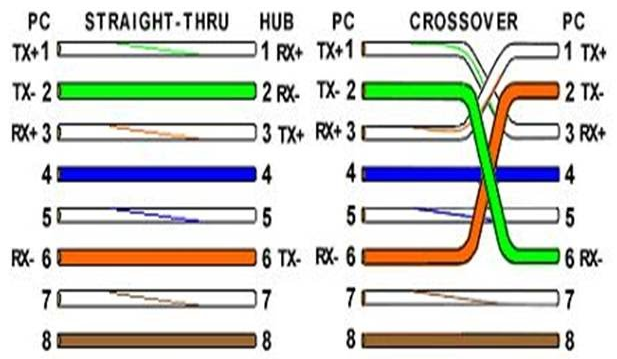 PC STRAIGHT-THRU HUB PC CROSSOVER PC
TX+ 1 1 RX+ TX+ 1 1 TX+
TX- 2 2 RX- TX- 2 2 TX-
RX+ 3 3 TX+ RX+ 3 3 RX+
4 4 4 4
5 5 5 5
RX- 6 6 TX- RX- 6 6 RX-
7 7 7 7
8 8 8 8